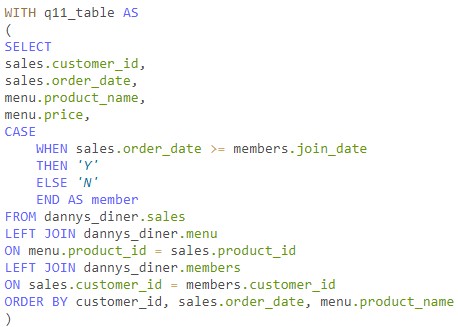 WITH q11_table AS
(
SELECT
sales.customer_id,
sales.order_date,
menu.product_name,
menu.price,
CASE
    WHEN sales.order_date >= members.join_date
    THEN 'Y'
    ELSE 'N'
    END AS member
FROM dannys_diner.sales
LEFT JOIN dannys_diner.menu
ON menu.product_id = sales.product_id
LEFT JOIN dannys_diner.members
ON sales.customer_id = members.customer_id
ORDER BY customer_id, sales.order_date, menu.product_name
)